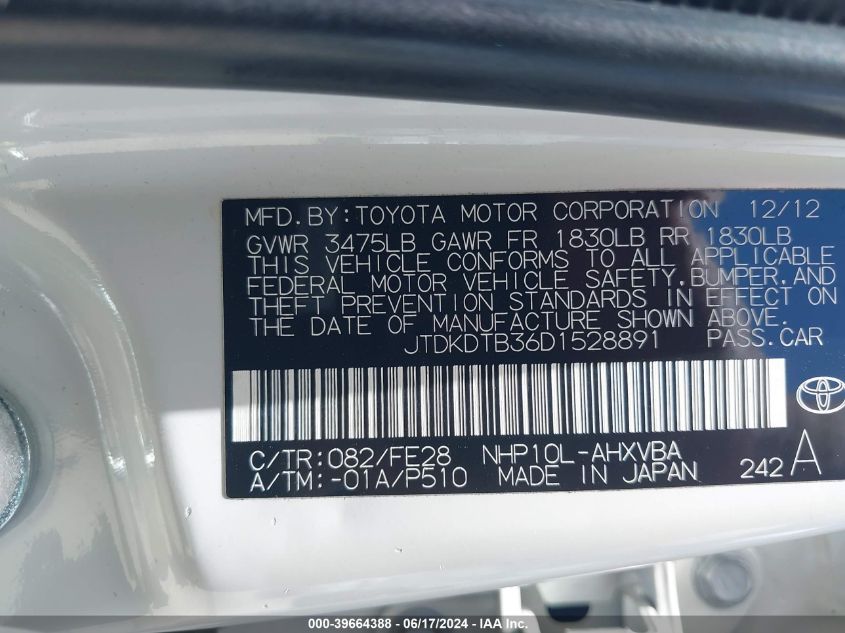 MFD. BY: TOYOTA MOTOR CORPORATION 12/12
GVWR 3475LB GAWR FR 1830LB RR 1830LB
THIS VEHICLE CONFORMS TO ALL APPLICABLE
FEDERAL MOTOR VEHICLE SAFETY, BUMPER, AND
THEFT PREVENTION STANDARDS IN EFFECT ON
THE DATE OF MANUFACTURE SHOWN ABOVE.
JTDKDTB36D1528891 PASS. CAR
C/TR: 082/FE28 NHP10L-AHXVBA
A/TM: -01A/P510 MADE IN JAPAN 242 A
000-39664388 - 06/17/2024 - IAA Inc.